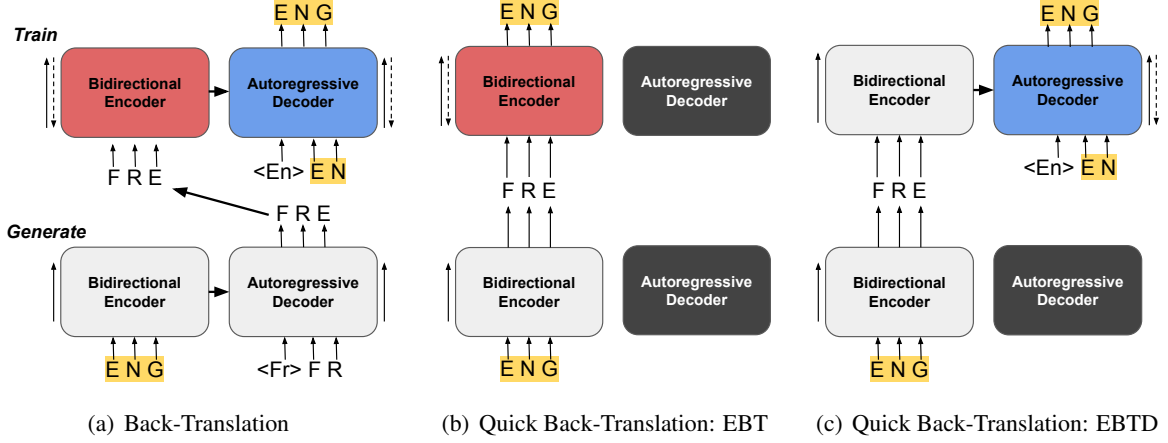 E N G
E N G
E N G
Train
Bidirectional
Encoder
Autoregressive
Decoder
Bidirectional
Encoder
Autoregressive
Decoder
Bidirectional
Encoder
Autoregressive
Decoder
F R E
<En> E N
F R E
F R E
<En> E N
F R E
Generate
Bidirectional
Encoder
Autoregressive
Decoder
Bidirectional
Encoder
Autoregressive
Decoder
Bidirectional
Encoder
Autoregressive
Decoder
E N G
<Fr> F R
E N G
E N G
(a) Back-Translation
(b) Quick Back-Translation: EBT
(c) Quick Back-Translation: EBTD